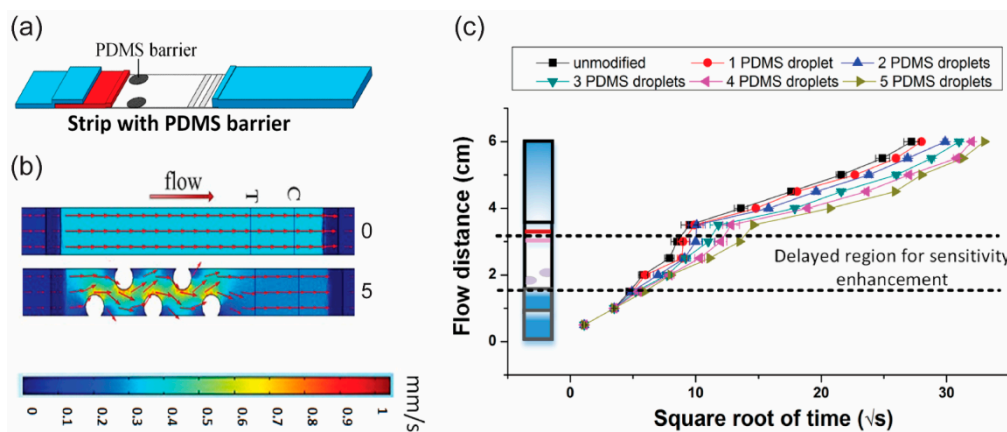 (a)
PDMS barrier
Strip with PDMS barrier
(b)
flow
T
C
0
5
0 0.1 0.2 0.3 0.4 0.5 0.6 0.7 0.8 0.9 1
mm/s
(c)
unmodified 1 PDMS droplet 2 PDMS droplets
3 PDMS droplets 4 PDMS droplets 5 PDMS droplets
Flow distance (cm)
6
4
2
0
Delayed region for sensitivity
enhancement
0 10 20 30
Square root of time (√s)